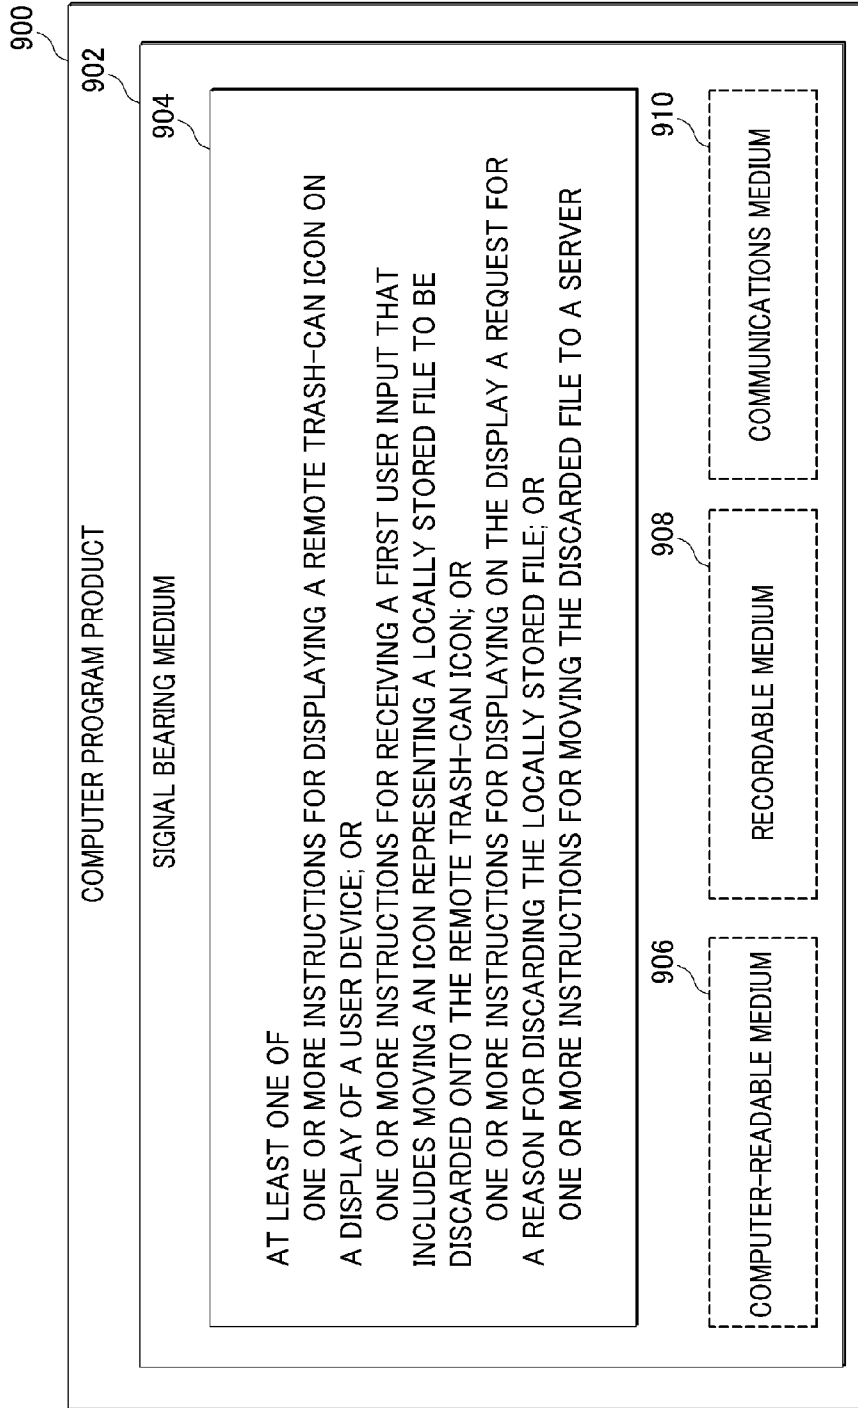 900
COMPUTER PROGRAM PRODUCT
902
SIGNAL BEARING MEDIUM
904
AT LEAST ONE OF
ONE OR MORE INSTRUCTIONS FOR DISPLAYING A REMOTE TRASH-CAN ICON ON
A DISPLAY OF A USER DEVICE; OR
ONE OR MORE INSTRUCTIONS FOR RECEIVING A FIRST USER INPUT THAT
INCLUDES MOVING AN ICON REPRESENTING A LOCALLY STORED FILE TO BE
DISCARDED ONTO THE REMOTE TRASH-CAN ICON; OR
ONE OR MORE INSTRUCTIONS FOR DISPLAYING ON THE DISPLAY A REQUEST FOR
A REASON FOR DISCARDING THE LOCALLY STORED FILE; OR
ONE OR MORE INSTRUCTIONS FOR MOVING THE DISCARDED FILE TO A SERVER
906
COMPUTER-READABLE MEDIUM
908
RECORDABLE MEDIUM
910
COMMUNICATIONS MEDIUM